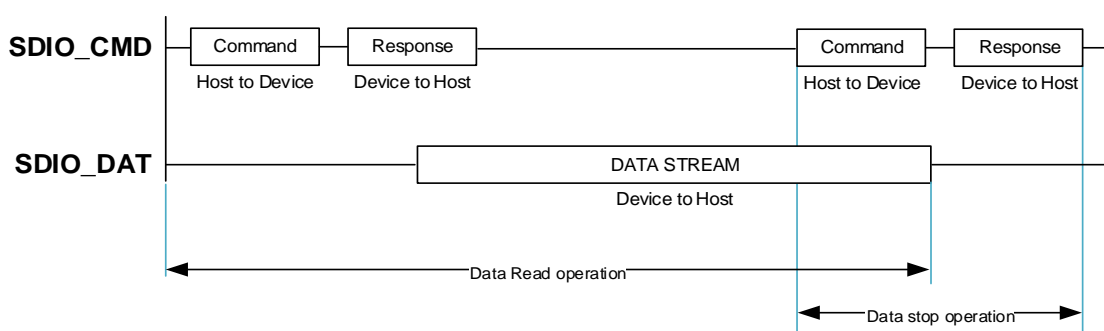 SDIO_CMD
Command
Response
Command
Response
Host to Device
Device to Host
Host to Device
Device to Host
SDIO_DAT
DATA STREAM
Device to Host
Data Read operation
Data stop operation